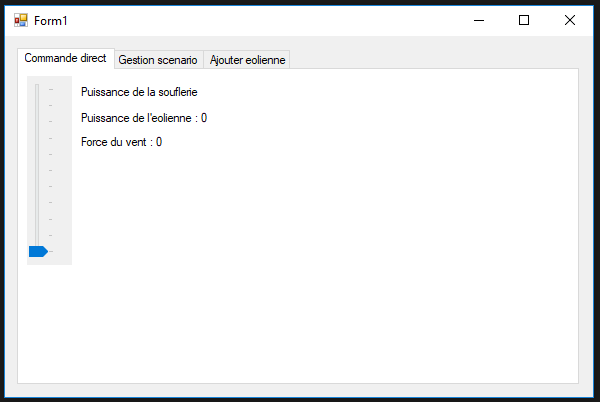 Form1
Commande direct
Gestion scenario
Ajouter eolienne
Puissance de la souflerie
Puissance de l'eolienne : 0
Force du vent : 0